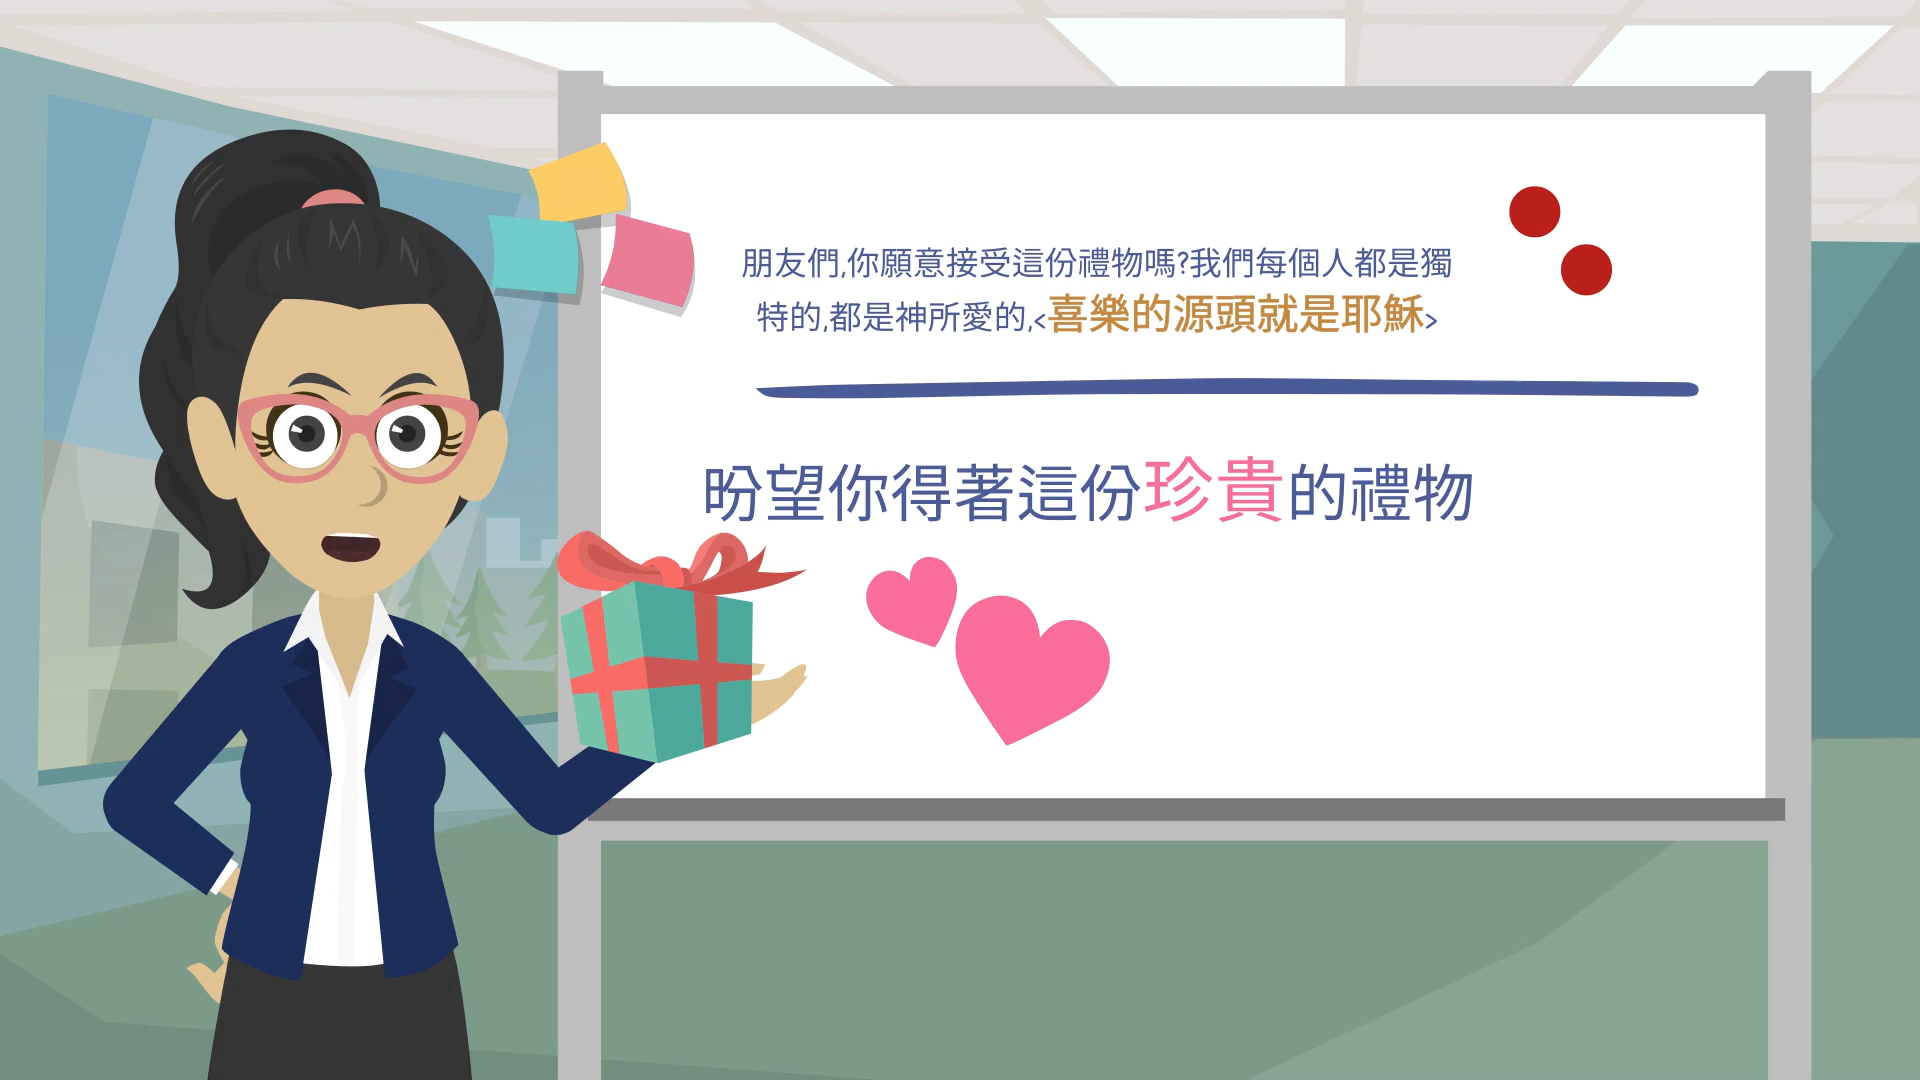 朋友們,你願意接受這份禮物嗎?我們每個人都是獨
特的,都是神所愛的,<喜樂的源頭就是耶穌>
盼望你得著這份珍貴的禮物